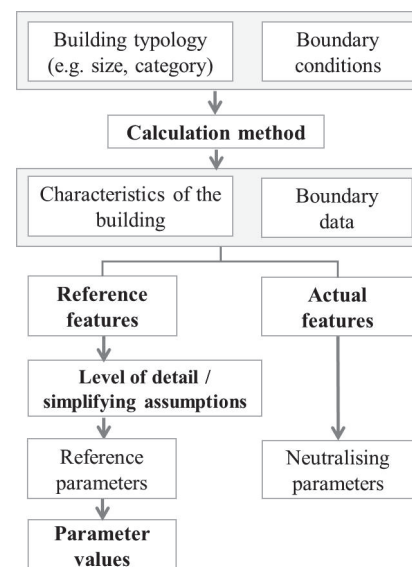 Building typology
(e.g. size, category)
Boundary
conditions
Calculation method
Characteristics of the
building
Boundary
data
Reference
features
Actual
features
Level of detail /
simplifying assumptions
Reference
parameters
Neutralising
parameters
Parameter
values